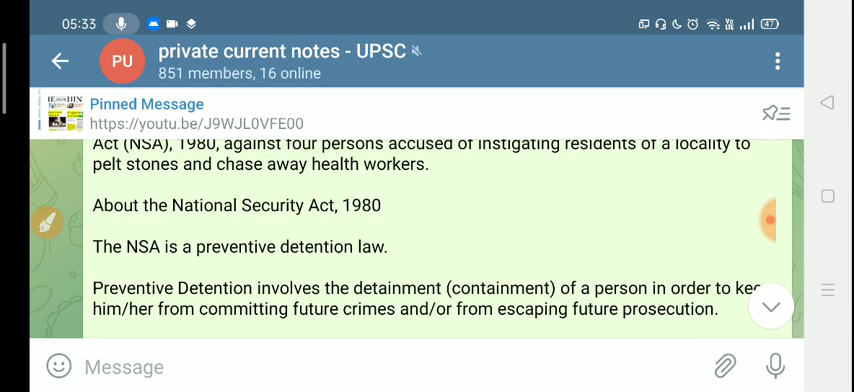 05:33
47
PU
private current notes - UPSC
851 members, 16 online
Pinned Message
https://youtu.be/J9WJL0VFE00
Act (NSA), 1980, against four persons accused of instigating residents of a locality to
pelt stones and chase away health workers.
About the National Security Act, 1980
The NSA is a preventive detention law.
Preventive Detention involves the detainment (containment) of a person in order to
him/her from committing future crimes and/or from escaping future prosecution.
Message